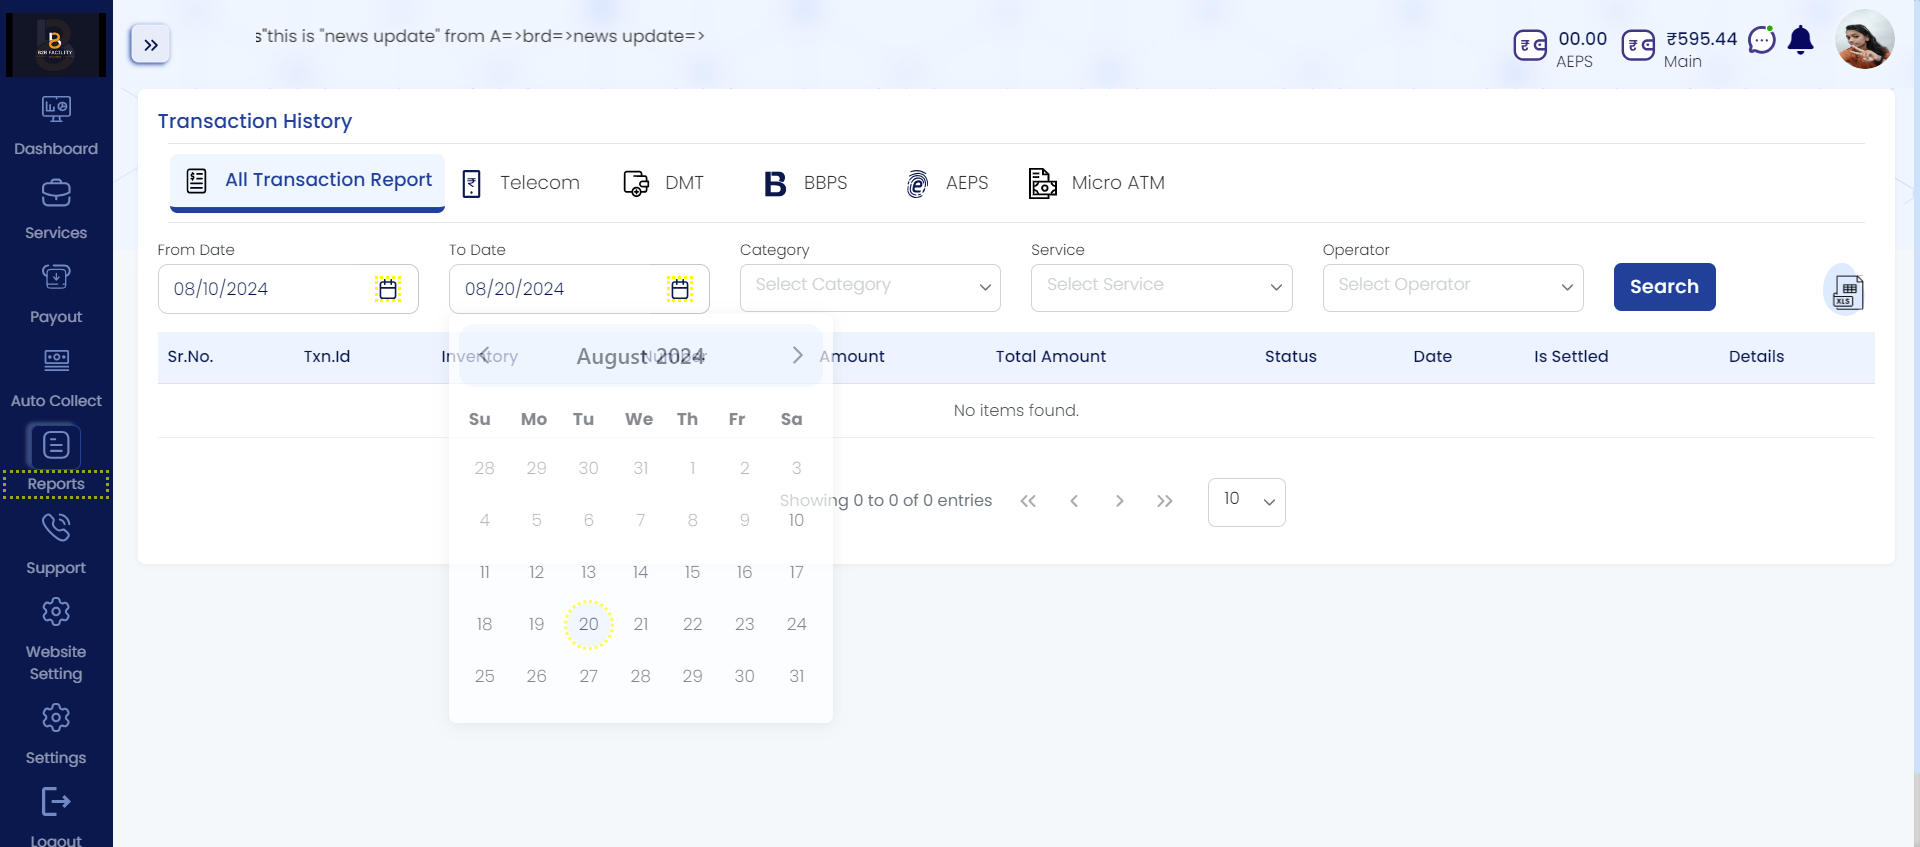 B2B FACILITY
s"this is "news update" from A=>brd=>news update=>
00.00
AEPS
₹595.44
Main
Dashboard
Services
Payout
Auto Collect
Reports
Support
Website
Setting
Settings
Logout
Transaction History
All Transaction Report
Telecom
DMT
BBPS
AEPS
Micro ATM
From Date
To Date
Category
Service
Operator
08/10/2024
08/20/2024
Select Category
Select Service
Select Operator
Search
XLS
Sr.No. Txn.Id Inventory Number Amount Total Amount Status Date Is Settled Details
August 2024
No items found.
Su Mo Tu We Th Fr Sa
28 29 30 31 1 2 3
4 5 6 7 8 9 10
11 12 13 14 15 16 17
18 19 20 21 22 23 24
25 26 27 28 29 30 31
Showing 0 to 0 of 0 entries
10